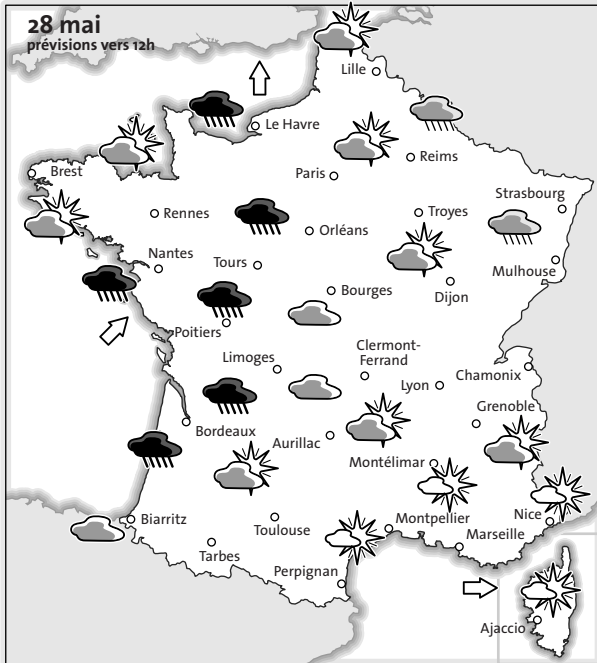 28 mai
prévisions vers 12h
Lille
Le Havre
Reims
Paris
Brest
Strasbourg
Rennes
Troyes
Orléans
Nantes
Tours
Mulhouse
Bourges
Dijon
Poitiers
Clermont-
Ferrand
Limoges
Chamonix
Lyon
Grenoble
Bordeaux
Aurillac
Montélimar
Nice
Biarritz
Montpellier
Toulouse
Marseille
Tarbes
Perpignan
Ajaccio